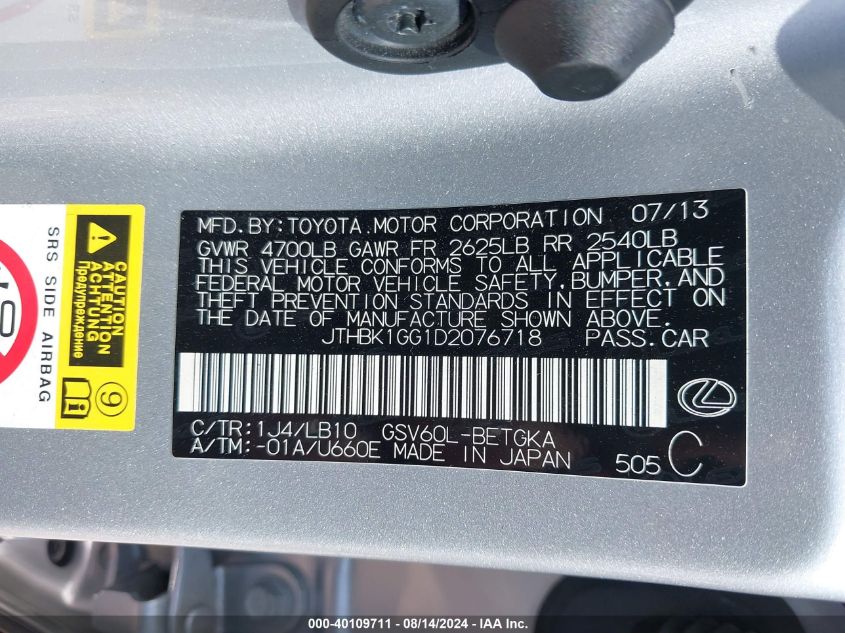 MFD. BY: TOYOTA MOTOR CORPORATION 07/13
GVWR 4700LB GAWR FR 2625LB RR 2540LB
THIS VEHICLE CONFORMS TO ALL APPLICABLE
FEDERAL MOTOR VEHICLE SAFETY, BUMPER, AND
THEFT PREVENTION STANDARDS IN EFFECT ON
THE DATE OF MANUFACTURE SHOWN ABOVE.
JTHBK1GG1D2076718 PASS. CAR
C/TR: 1J4/LB10 GSV60L-BETGKA
A/TM: -01A/U660E MADE IN JAPAN 505 C
SRS SIDE AIRBAG
CAUTION
ATTENTION
ACHTUNG
Предупреждение
9
000-40109711 - 08/14/2024 - IAA Inc.